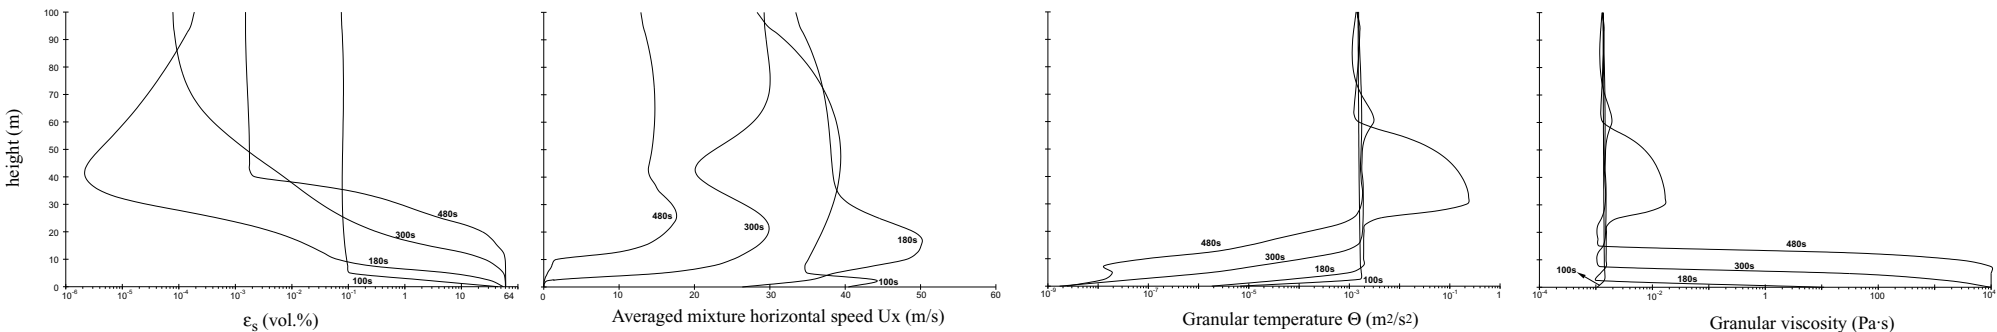 height (m)
100
90
80
70
60
50
40
30
20
10
0
10⁻⁶ 10⁻⁵ 10⁻⁴ 10⁻³ 10⁻² 10⁻¹ 1 10 64
480s
300s
180s
100s
εs (vol.%)
0 10 20 30 40 50 60
480s
300s
180s
100s
Averaged mixture horizontal speed Ux (m/s)
10⁻⁹ 10⁻⁷ 10⁻⁵ 10⁻³ 10⁻¹ 1
480s
300s
180s
100s
Granular temperature Θ (m2/s2)
10⁻⁴ 10⁻² 1 100 10⁴
480s
300s
180s
100s
Granular viscosity (Pa·s)